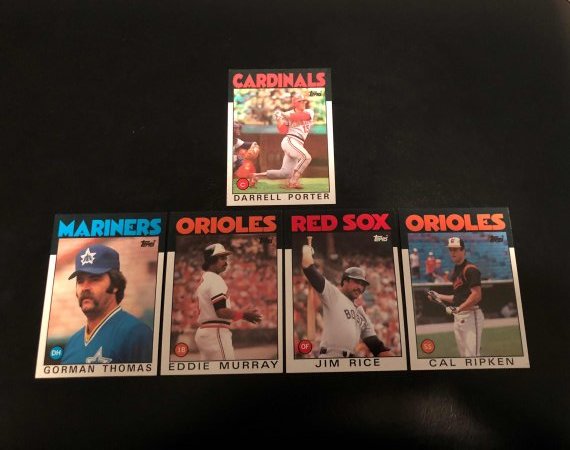 CARDINALS
Topps
C
DARRELL PORTER
MARINERS
Topps
DH
GORMAN THOMAS
ORIOLES
Topps
1B
EDDIE MURRAY
RED SOX
Topps
BOS
OF
JIM RICE
ORIOLES
Topps
SS
CAL RIPKEN